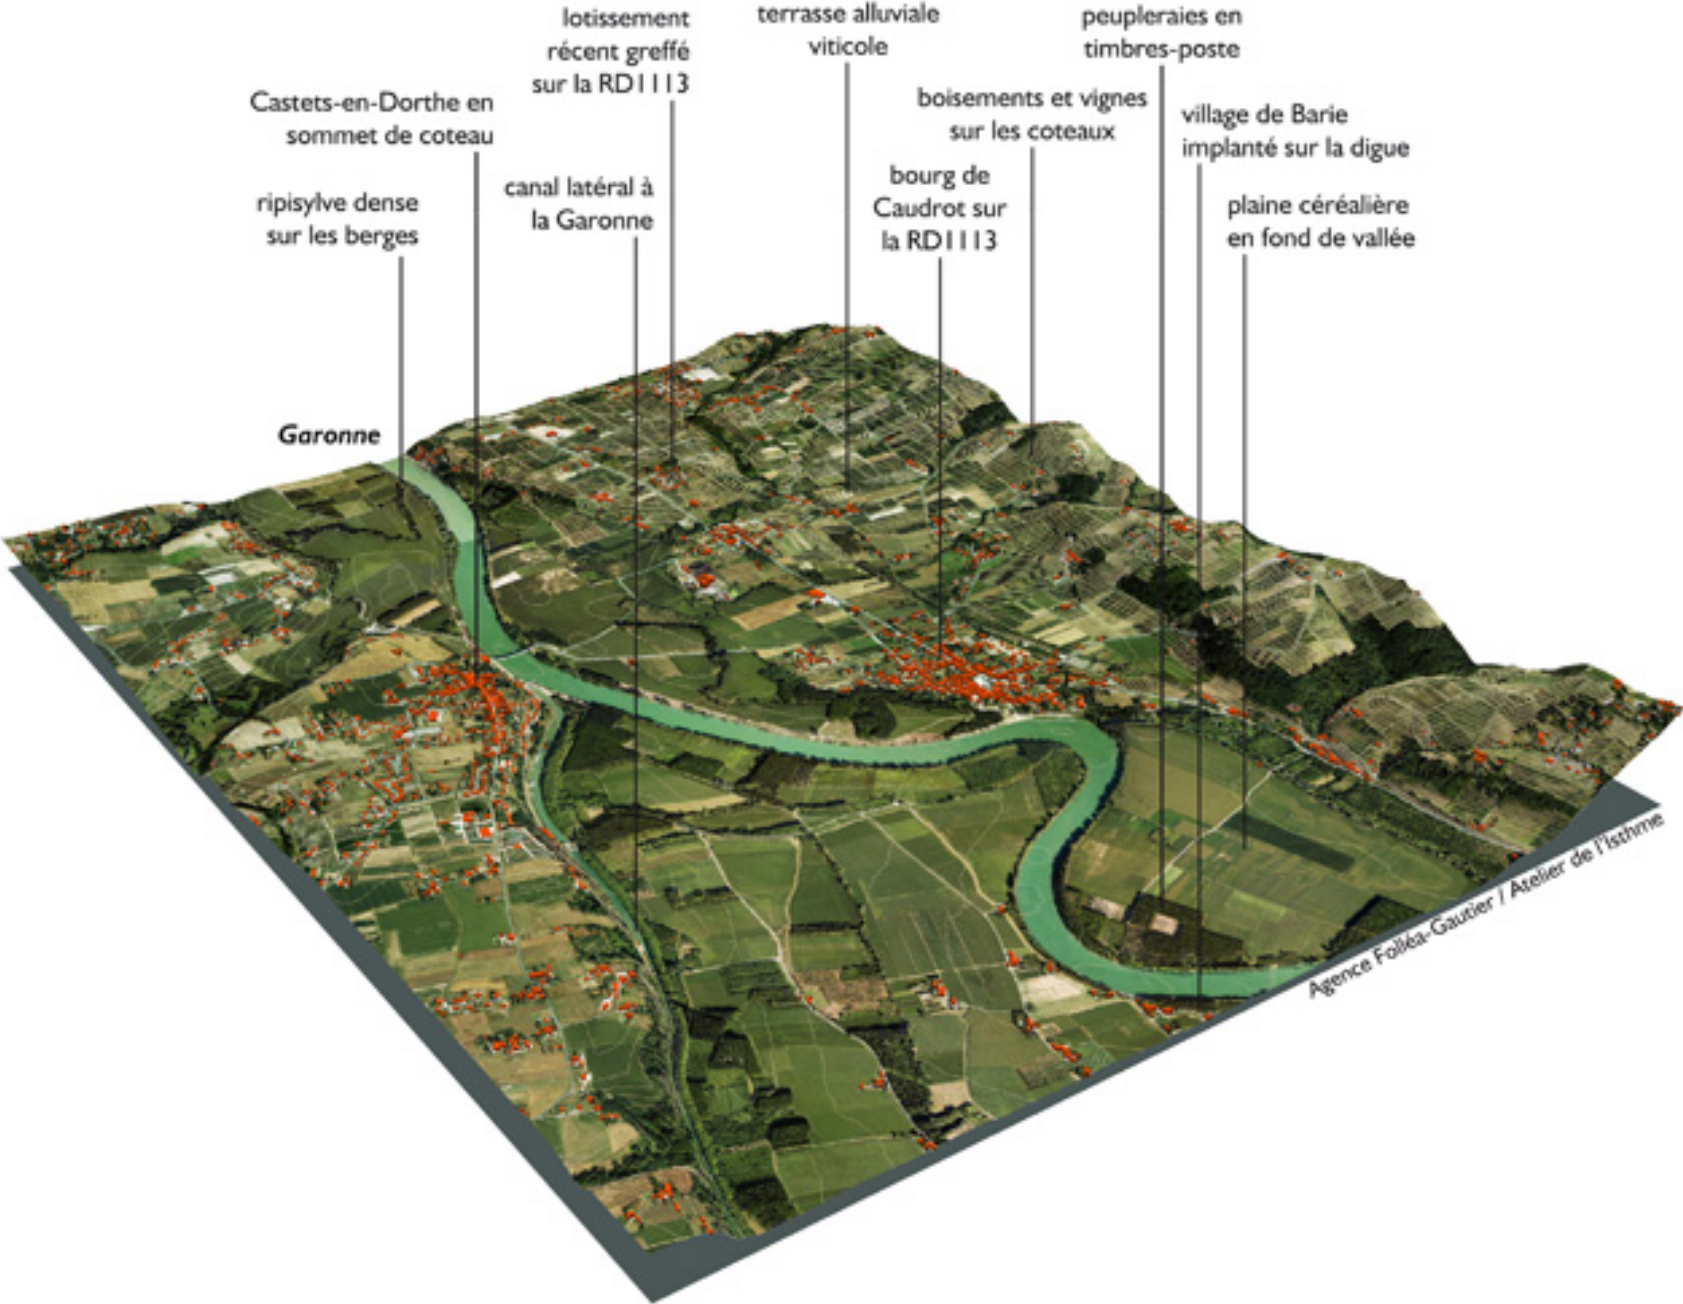 lotissement
récent greffé
sur la RD1113
terrasse alluviale
viticole
peupleraies en
timbres-poste
Castets-en-Dorthe en
sommet de coteau
boisements et vignes
sur les coteaux
village de Barie
implanté sur la digue
ripisylve dense
sur les berges
canal latéral à
la Garonne
bourg de
Caudrot sur
la RD1113
plaine céréalière
en fond de vallée
Garonne
Agence Folléa-Gautier / Atelier de l'Isthme